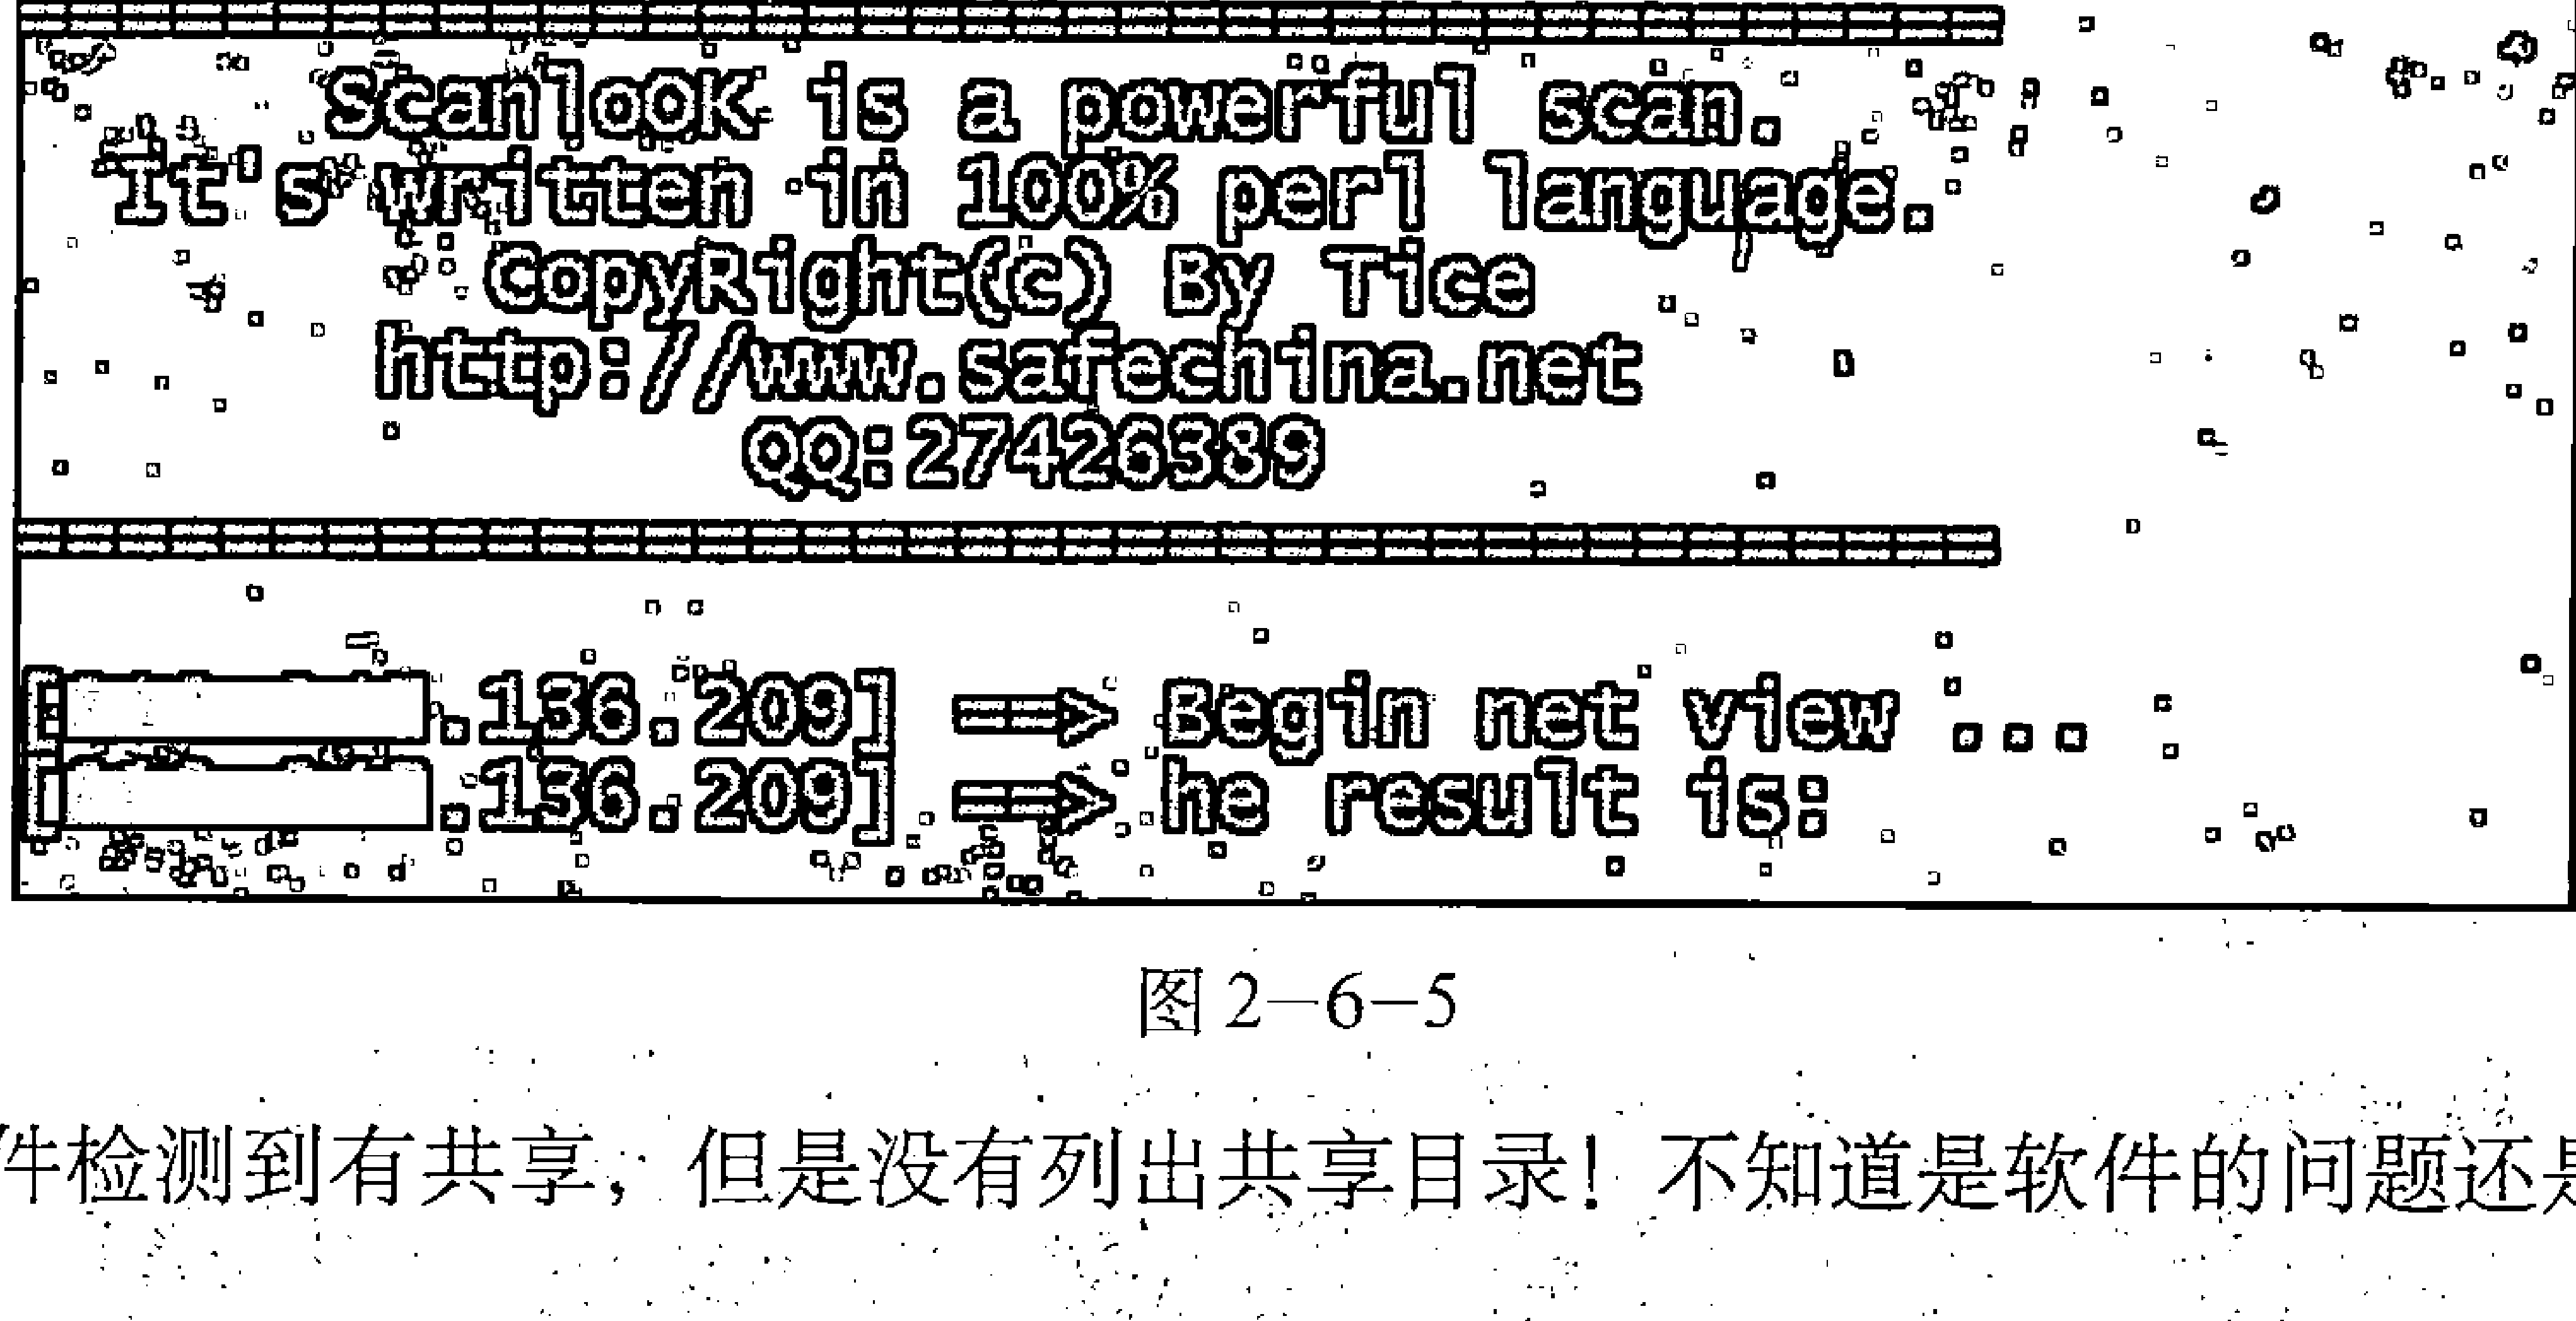 ScanlooK is a powerful scan.
It's written in 100% perl language.
CopyRight(c) By Tice
http://www.safechina.net
QQ:27426389
.136.209] ==> Begin net view ...
.136.209] ==> he result is:
图2-6-5
件检测到有共享，但是没有列出共享目录！不知道是软件的问题还是